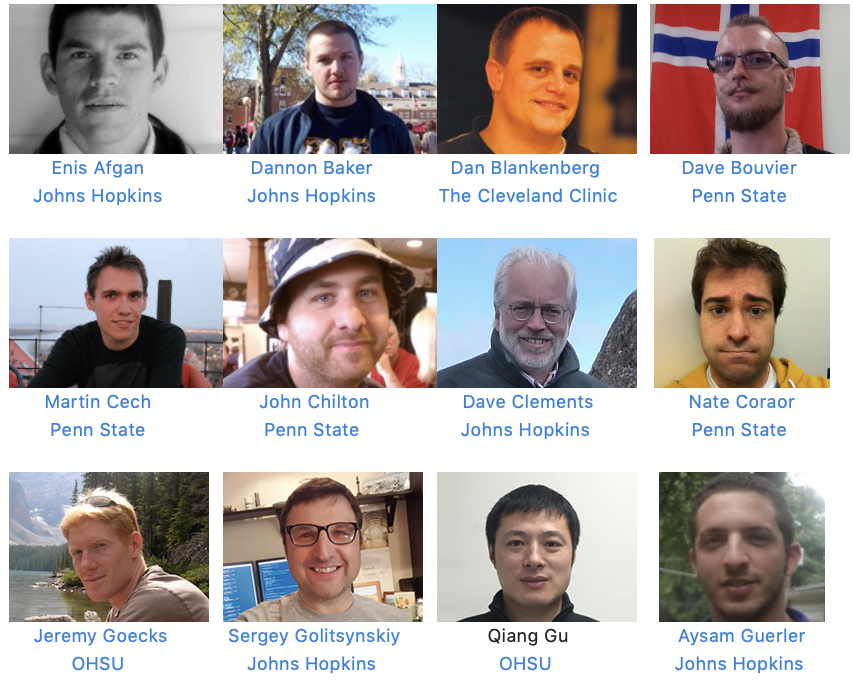 Enis Afgan
Johns Hopkins
Dannon Baker
Johns Hopkins
Dan Blankenberg
The Cleveland Clinic
Dave Bouvier
Penn State
Martin Cech
Penn State
John Chilton
Penn State
Dave Clements
Johns Hopkins
Nate Coraor
Penn State
Jeremy Goecks
OHSU
Sergey Golitsynskiy
Johns Hopkins
Qiang Gu
OHSU
Aysam Guerler
Johns Hopkins